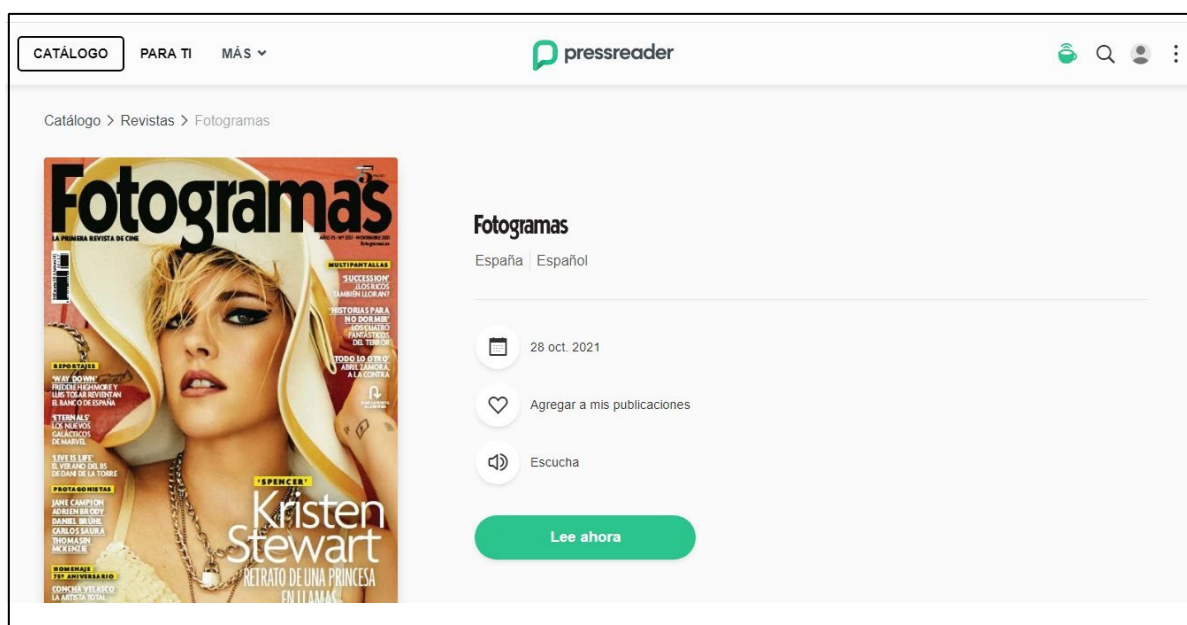 CATÁLOGO PARA TI MÁS
pressreader
Catálogo > Revistas > Fotogramas
Fotogramas
LA PRIMERA REVISTA DE CINE
75
fotogramas.es
MULTIPANTALLAS
'SUCCESSION'
¿LOS RICOS
TAMBIÉN LLORAN?
'HISTORIAS PARA
NO DORMIR'
LOS CUATRO
FANTÁSTICOS
DEL TERROR
'TODO LO OTRO'
ABRIL ZAMORA,
A LA CONTRA
REPORTAJES
'WAY DOWN'
FREDDIE HIGHMORE Y
LUIS TOSAR REVIENTAN
EL BANCO DE ESPAÑA
'ETERNALS'
LOS NUEVOS
GALÁCTICOS
DE MARVEL
'LIVE IS LIFE'
EL VERANO DEL 85
DE DANI DE LA TORRE
PROTAGONISTAS
JANE CAMPION
ADRIEN BRODY
DANIEL BRÜHL
CARLOS SAURA
THOMASIN
MCKENZIE
HOMENAJE
75º ANIVERSARIO
CONCHA VELASCO
LA ARTISTA TOTAL
'SPENCER'
Kristen
Stewart
RETRATO DE UNA PRINCESA
EN LLAMAS
Fotogramas
España | Español
28 oct. 2021
Agregar a mis publicaciones
Escucha
Lee ahora